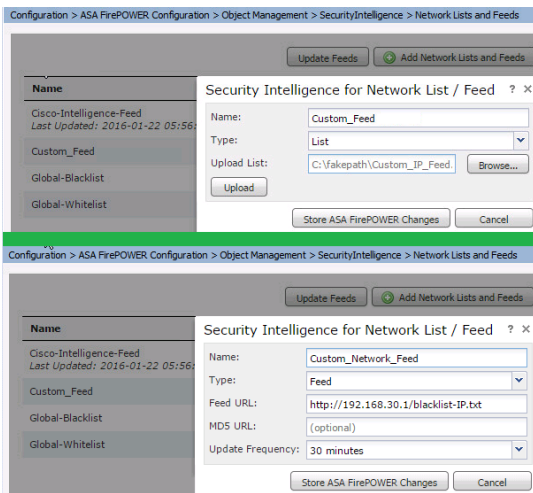 Configuration > ASA FirePOWER Configuration > Object Management > SecurityIntelligence > Network Lists and Feeds
Update Feeds Add Network Lists and Feeds
Name
Cisco-Intelligence-Feed
Last Updated: 2016-01-22 05:56:
Custom_Feed
Global-Blacklist
Global-Whitelist
Security Intelligence for Network List / Feed ? ×
Name: Custom_Feed
Type: List
Upload List: C:\fakepath\Custom_IP_Feed. Browse...
Upload
Store ASA FirePOWER Changes Cancel
Configuration > ASA FirePOWER Configuration > Object Management > SecurityIntelligence > Network Lists and Feeds
Update Feeds Add Network Lists and Feeds
Name
Cisco-Intelligence-Feed
Last Updated: 2016-01-22 05:56:
Custom_Feed
Global-Blacklist
Global-Whitelist
Security Intelligence for Network List / Feed ? ×
Name: Custom_Network_Feed
Type: Feed
Feed URL: http://192.168.30.1/blacklist-IP.txt
MD5 URL: (optional)
Update Frequency: 30 minutes
Store ASA FirePOWER Changes Cancel